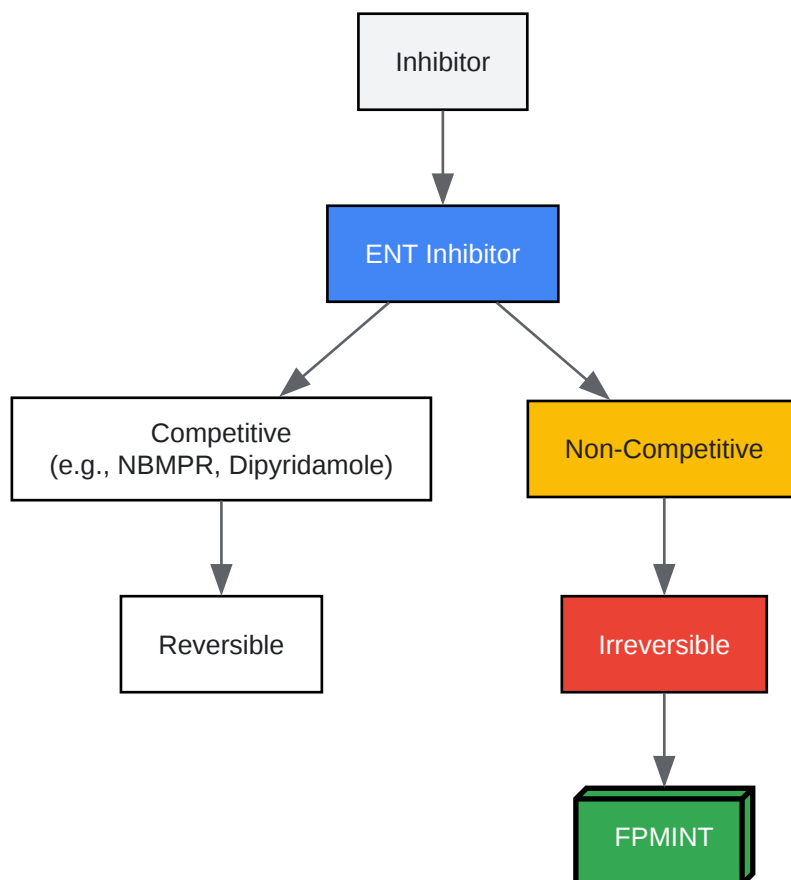 Inhibitor
ENT Inhibitor
Competitive
(e.g., NBMPR, Dipyridamole)
Non-Competitive
Reversible
Irreversible
FPMINT